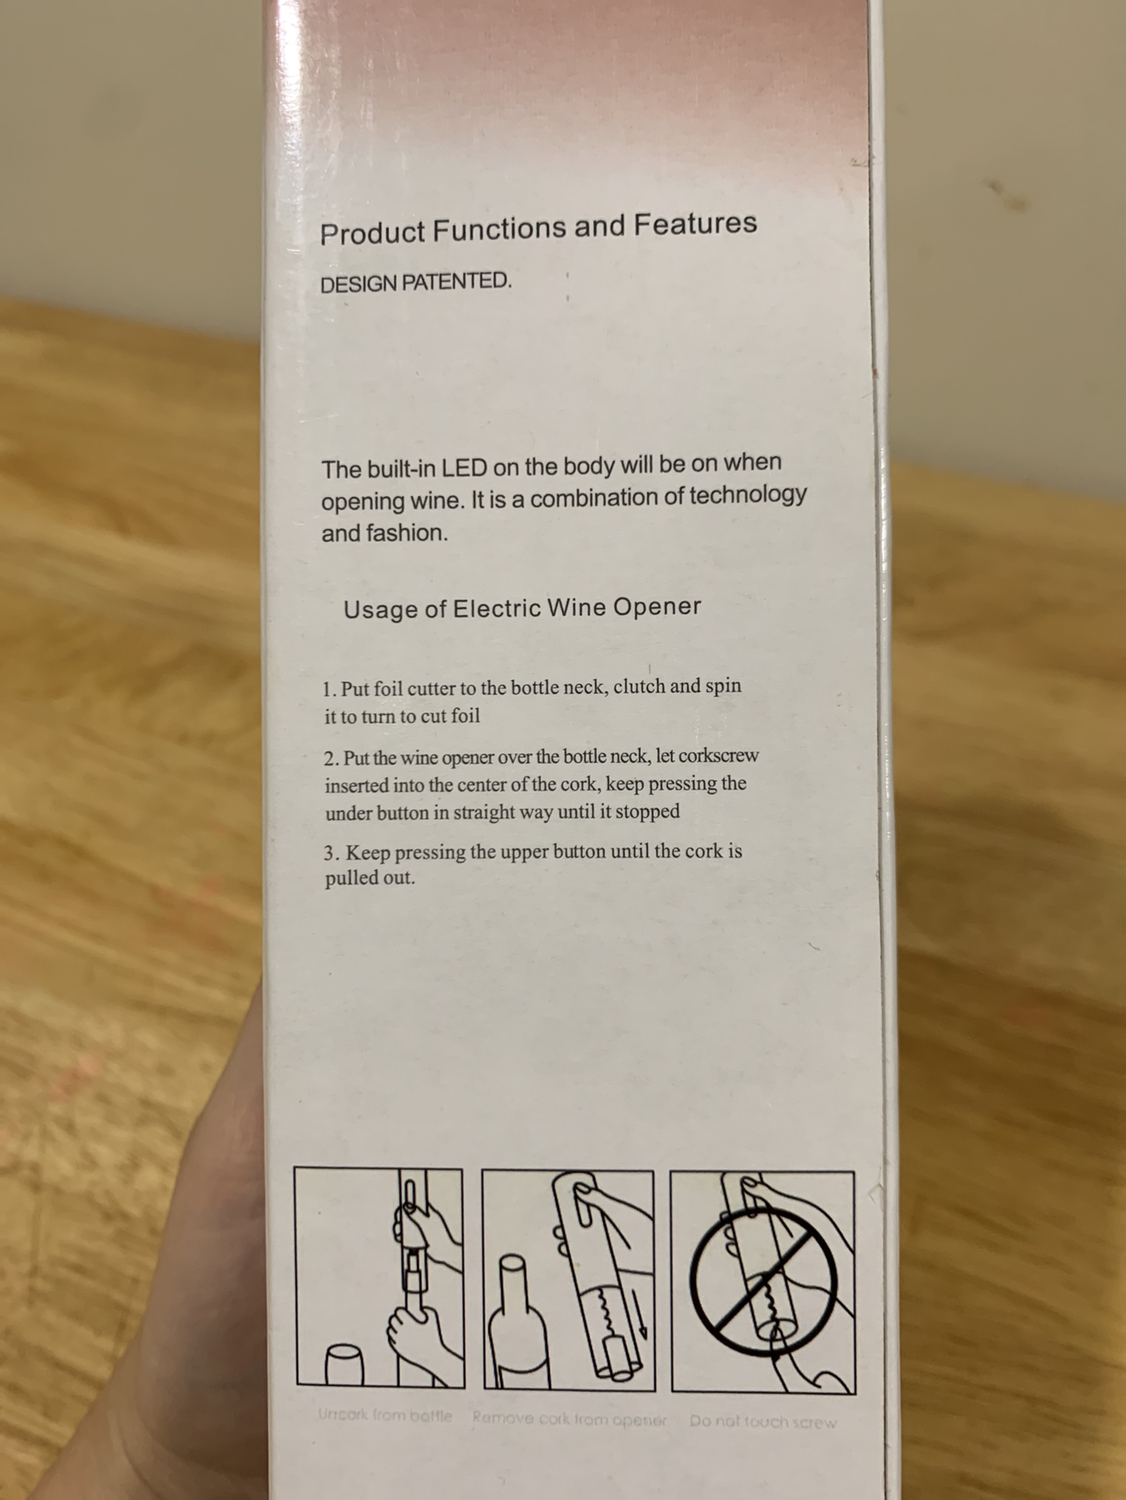 Product Functions and Features
DESIGN PATENTED.
The built-in LED on the body will be on when
opening wine. It is a combination of technology
and fashion.
Usage of Electric Wine Opener
1. Put foil cutter to the bottle neck, clutch and spin
it to turn to cut foil
2. Put the wine opener over the bottle neck, let corkscrew
inserted into the center of the cork, keep pressing the
under button in straight way until it stopped
3. Keep pressing the upper button until the cork is
pulled out.
Uncork from bottle Remove cork from opener Do not touch screw